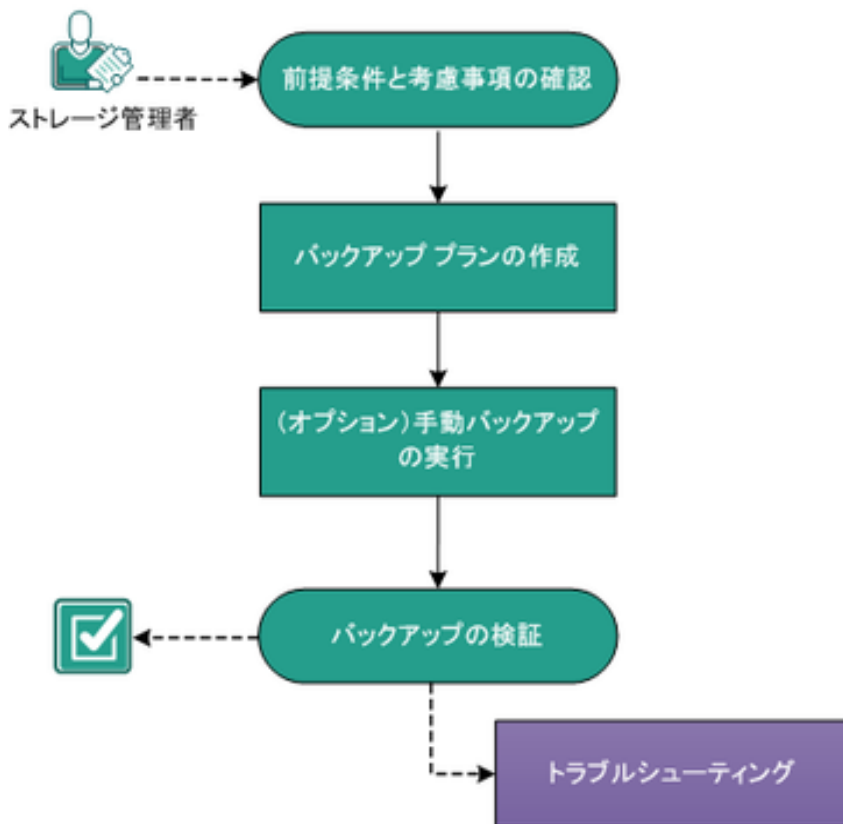 前提条件と考慮事項の確認
ストレージ管理者
バックアップ プランの作成
(オプション)手動バックアップ
の実行
バックアップの検証
トラブルシューティング